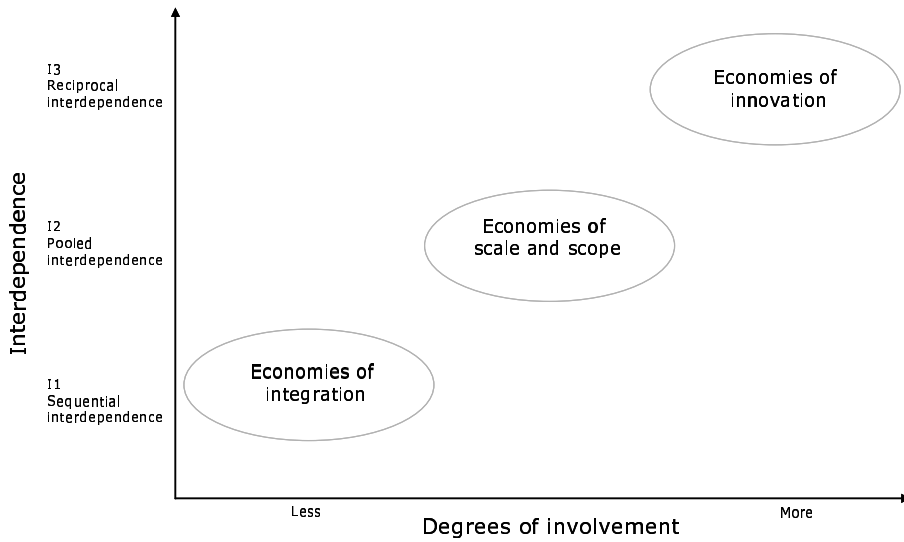 I3
Reciprocal
interdependence
Economies of
innovation
Interdependence
I2
Pooled
interdependence
Economies of
scale and scope
I1
Sequential
interdependence
Economies of
integration
Less
More
Degrees of involvement